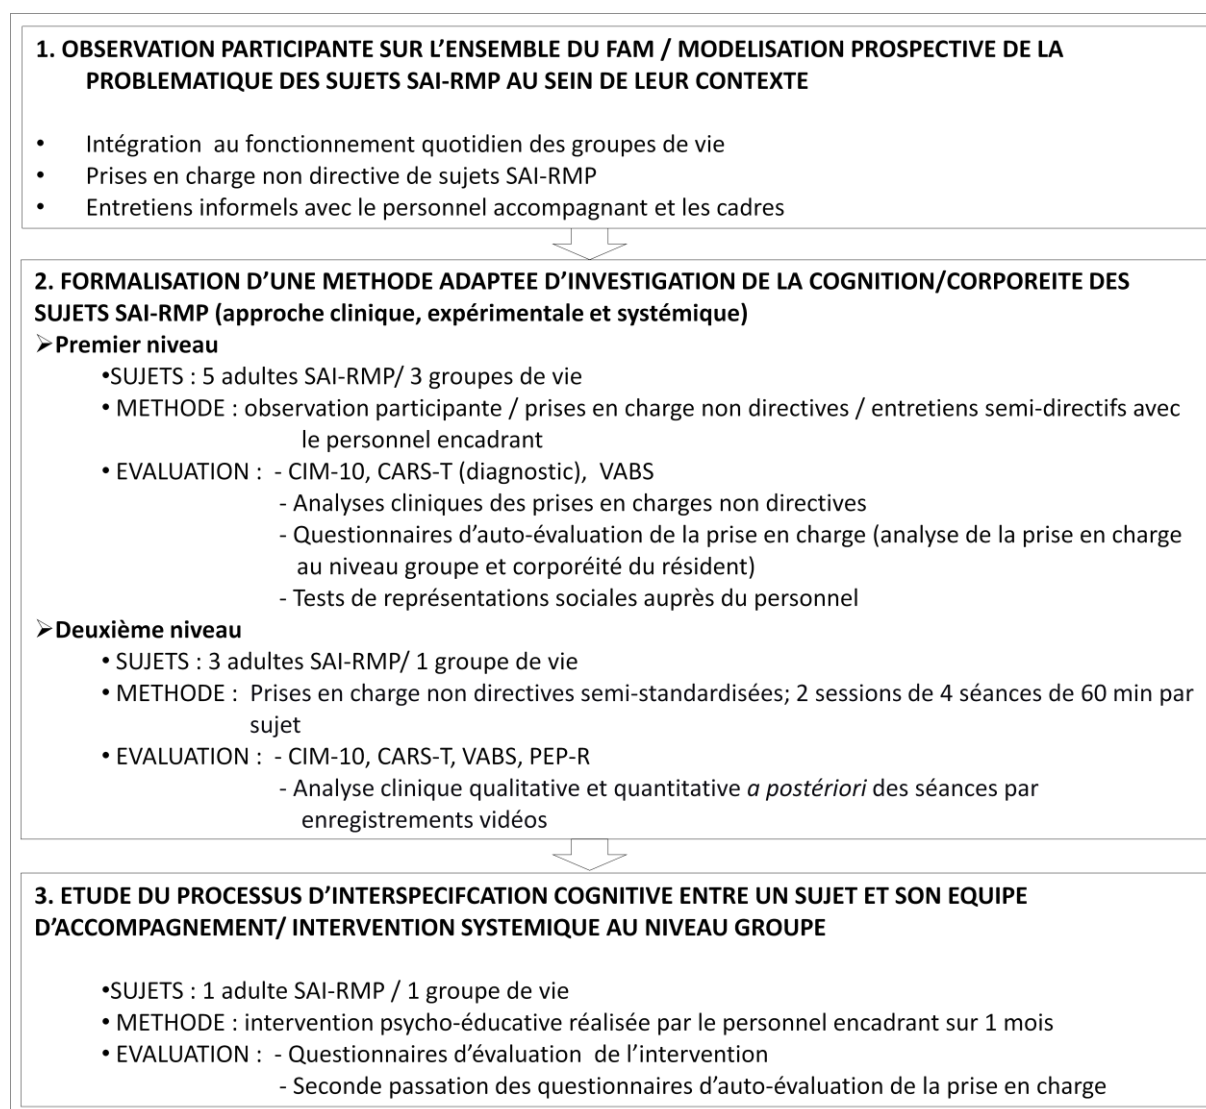 1. OBSERVATION PARTICIPANTE SUR L'ENSEMBLE DU FAM / MODELISATION PROSPECTIVE DE LA
PROBLEMATIQUE DES SUJETS SAI-RMP AU SEIN DE LEUR CONTEXTE
• Intégration au fonctionnement quotidien des groupes de vie
• Prises en charge non directive de sujets SAI-RMP
• Entretiens informels avec le personnel accompagnant et les cadres
2. FORMALISATION D'UNE METHODE ADAPTEE D'INVESTIGATION DE LA COGNITION/CORPOREITE DES
SUJETS SAI-RMP (approche clinique, expérimentale et systémique)
➢Premier niveau
•SUJETS : 5 adultes SAI-RMP/ 3 groupes de vie
• METHODE : observation participante / prises en charge non directives / entretiens semi-directifs avec
le personnel encadrant
• EVALUATION : - CIM-10, CARS-T (diagnostic), VABS
- Analyses cliniques des prises en charges non directives
- Questionnaires d'auto-évaluation de la prise en charge (analyse de la prise en charge
au niveau groupe et corporéité du résident)
- Tests de représentations sociales auprès du personnel
➢Deuxième niveau
• SUJETS : 3 adultes SAI-RMP/ 1 groupe de vie
• METHODE : Prises en charge non directives semi-standardisées; 2 sessions de 4 séances de 60 min par
sujet
• EVALUATION : - CIM-10, CARS-T, VABS, PEP-R
- Analyse clinique qualitative et quantitative a postériori des séances par
enregistrements vidéos
3. ETUDE DU PROCESSUS D'INTERSPECIFCATION COGNITIVE ENTRE UN SUJET ET SON EQUIPE
D'ACCOMPAGNEMENT/ INTERVENTION SYSTEMIQUE AU NIVEAU GROUPE
•SUJETS : 1 adulte SAI-RMP / 1 groupe de vie
• METHODE : intervention psycho-éducative réalisée par le personnel encadrant sur 1 mois
• EVALUATION : - Questionnaires d'évaluation de l'intervention
- Seconde passation des questionnaires d'auto-évaluation de la prise en charge